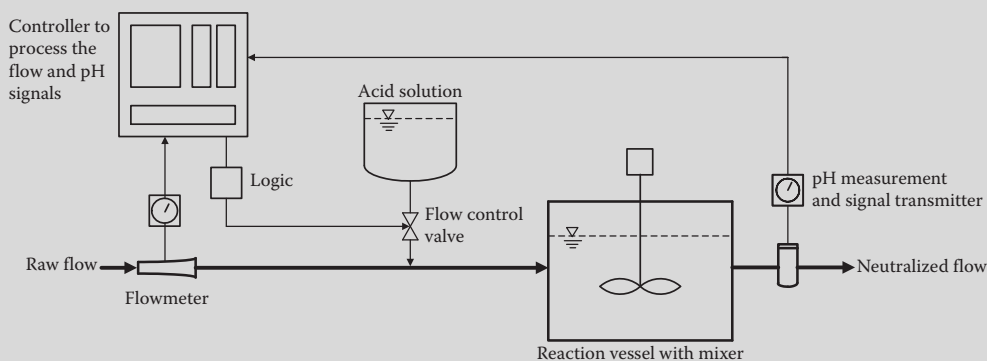 Controller to
process the
flow and pH
signals
Acid solution
Logic
Flow control
valve
pH measurement
and signal transmitter
Raw flow
Flowmeter
Neutralized flow
Reaction vessel with mixer